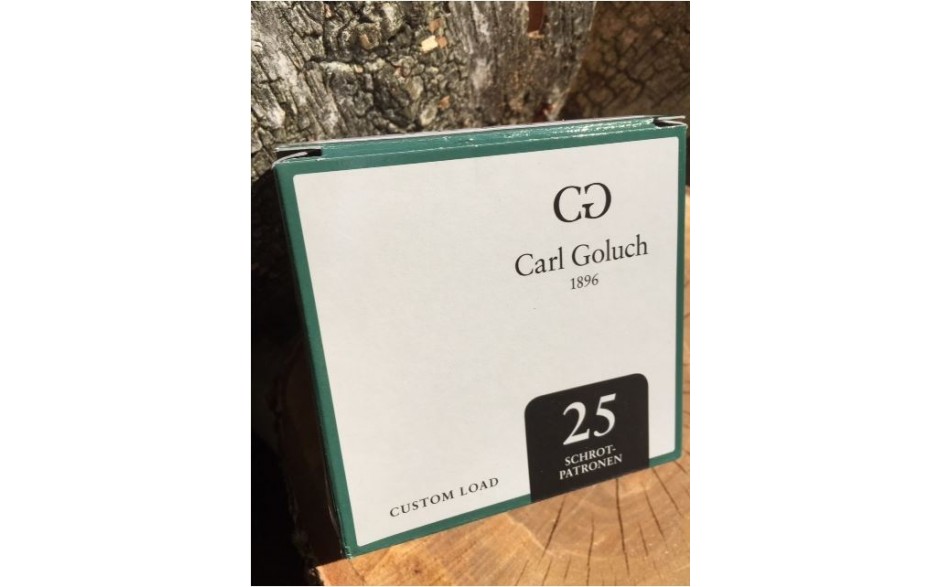 CG
Carl Goluch
1896
25
SCHROT-
PATRONEN
CUSTOM LOAD